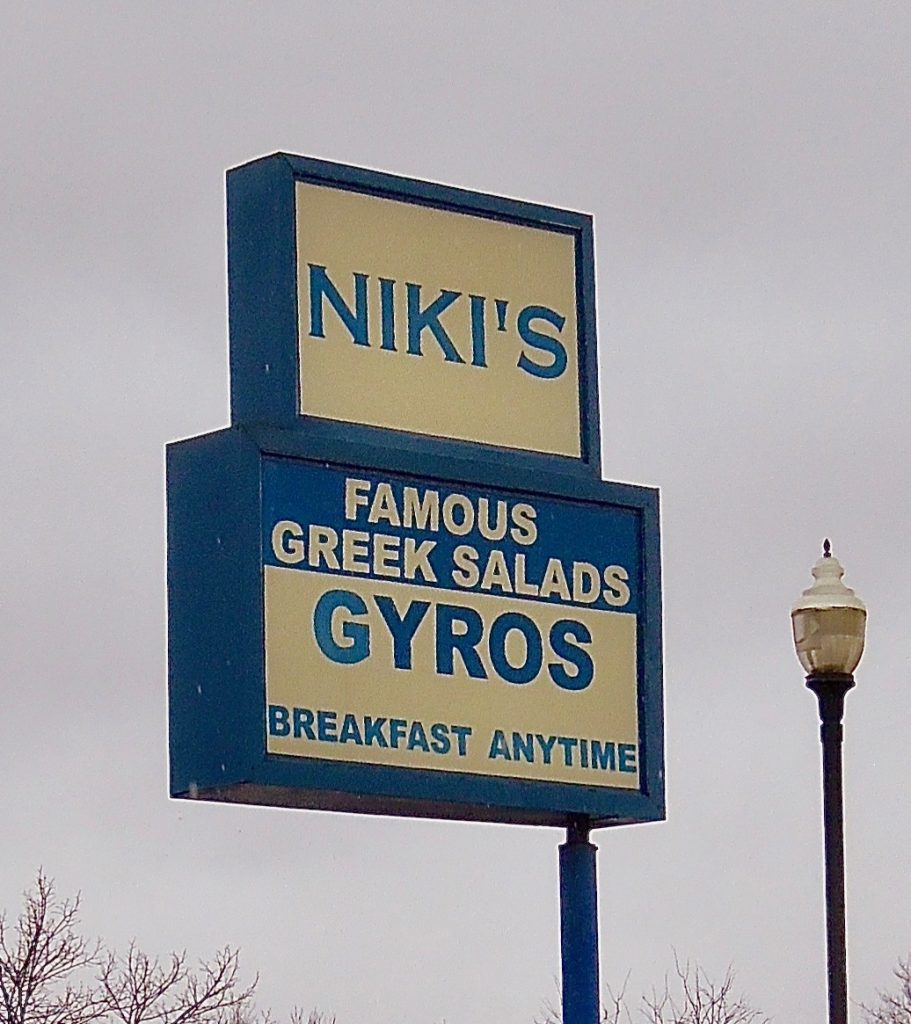 NIKI'S
FAMOUS
GREEK SALADS
GYROS
BREAKFAST ANYTIME